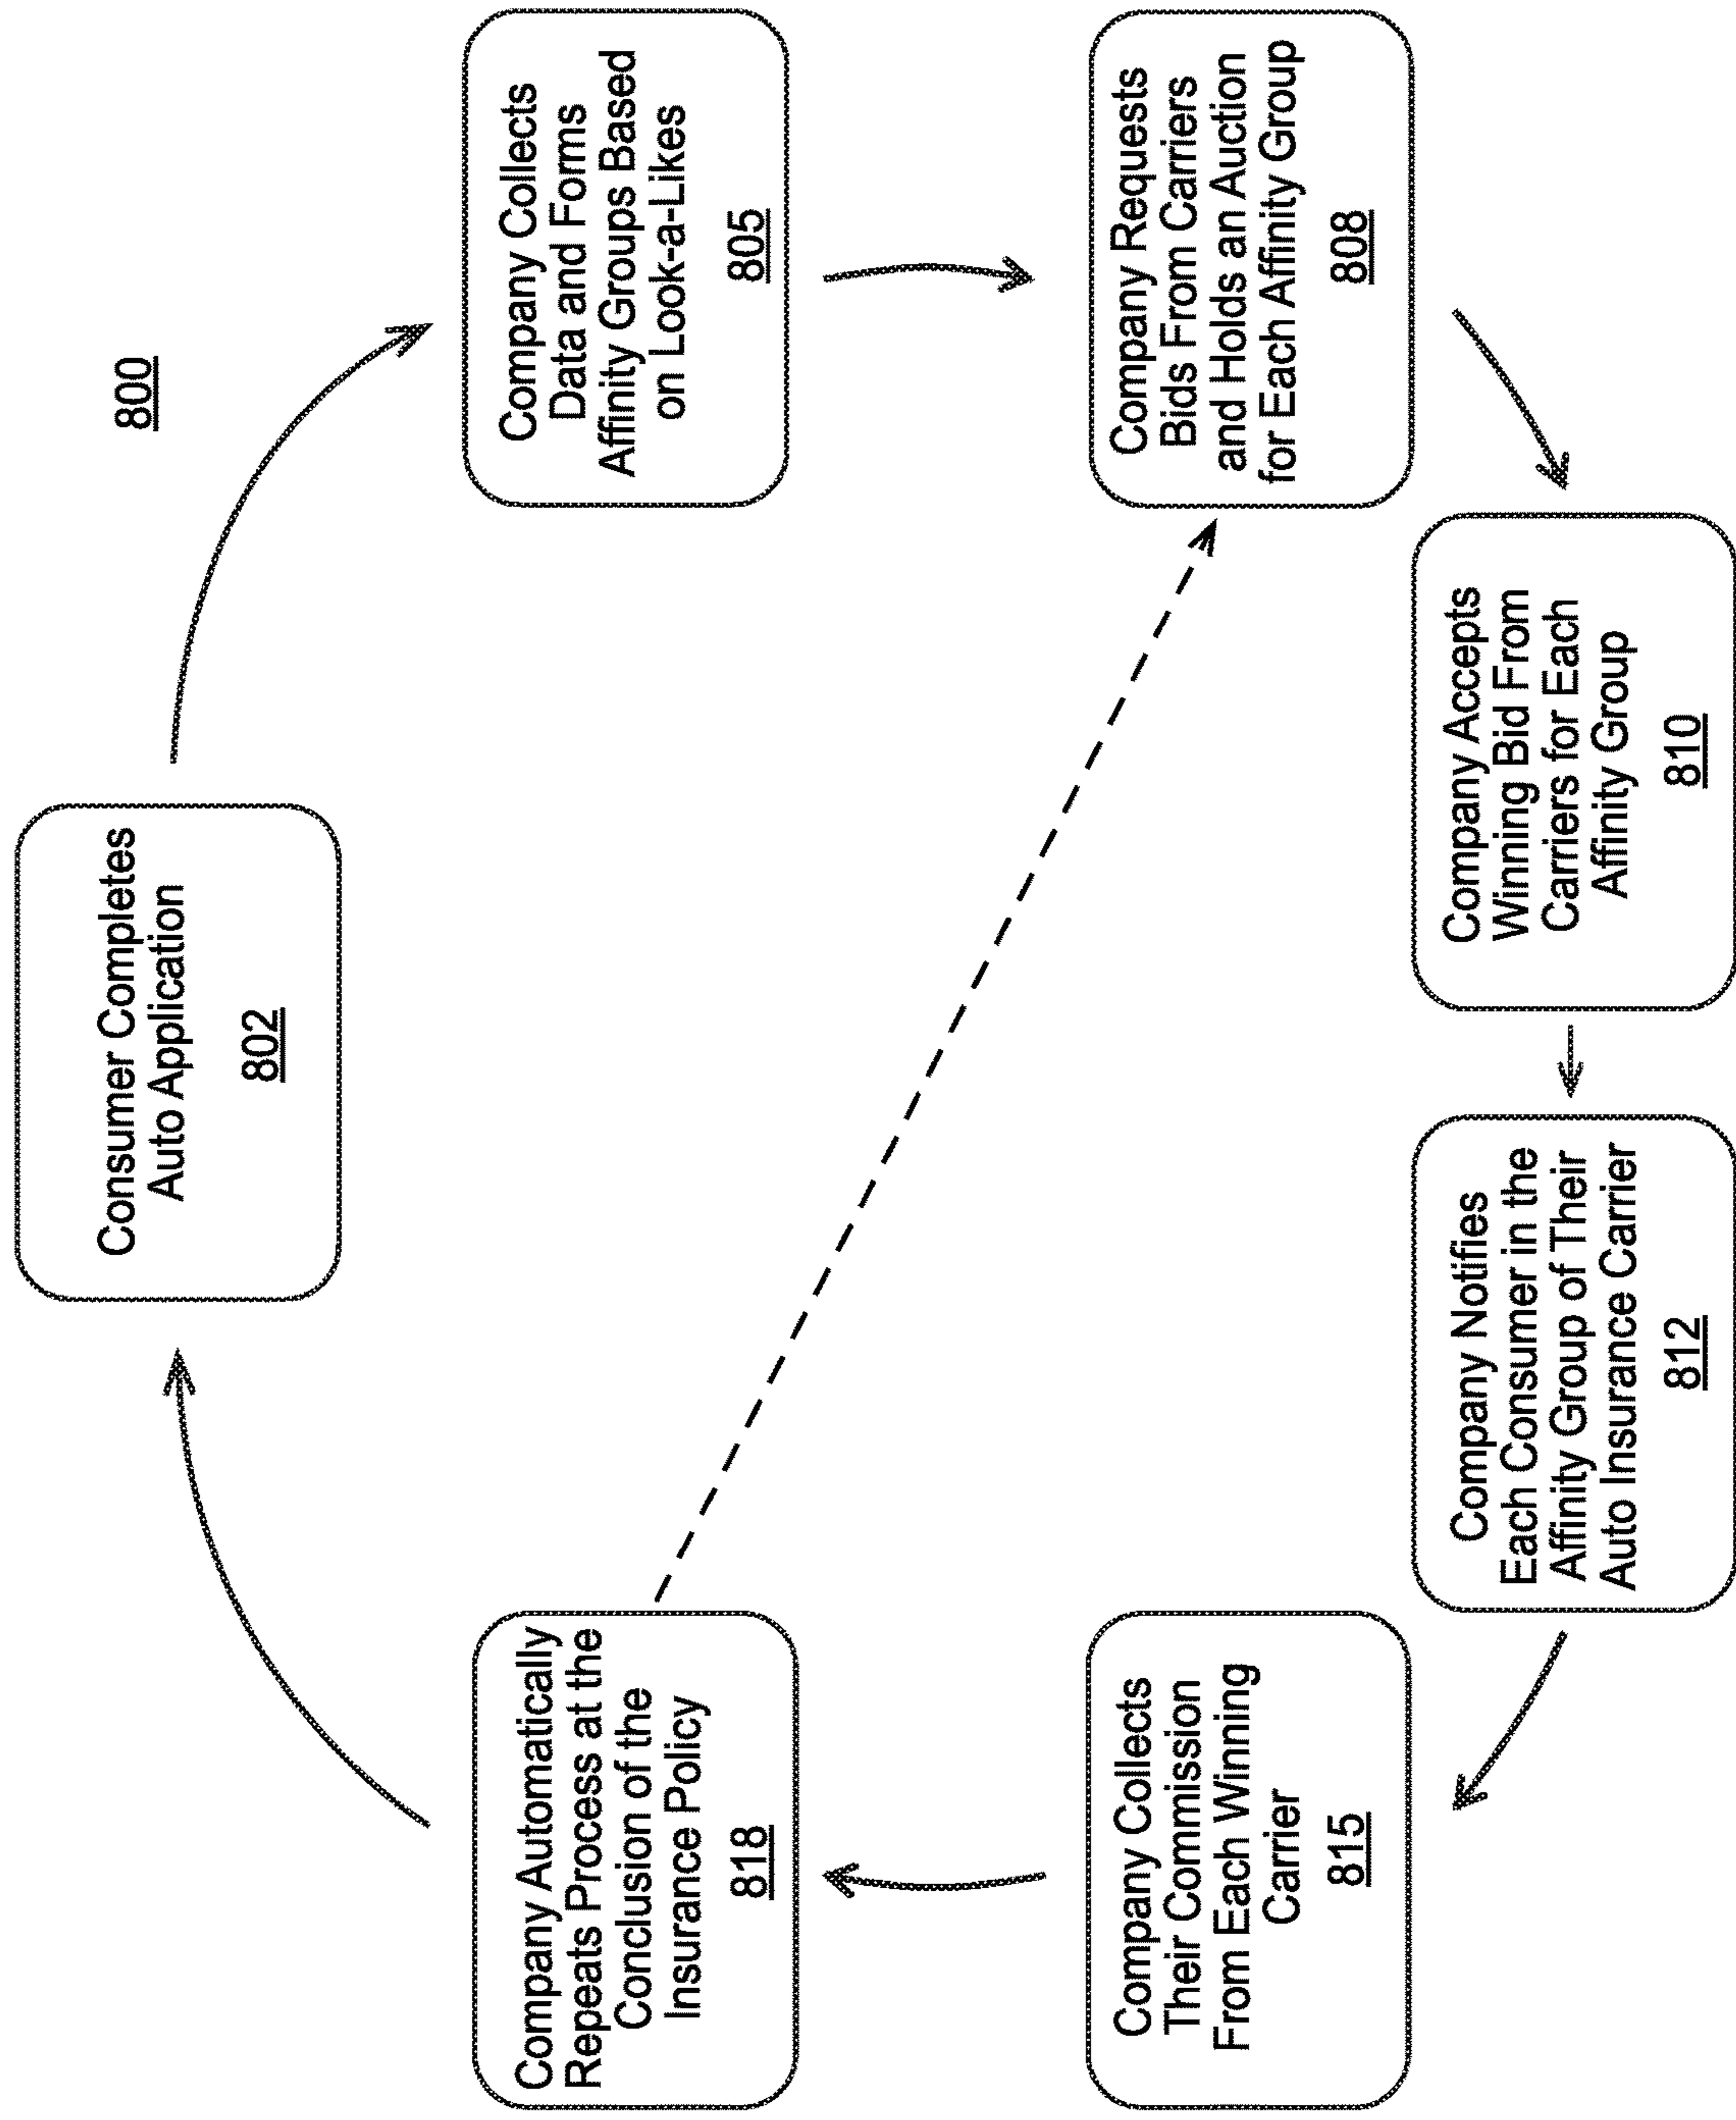 800
Consumer Completes
Auto Application
802
Company Collects
Data and Forms
Affinity Groups Based
on Look-a-Likes
805
Company Requests
Bids From Carriers
and Holds an Auction
for Each Affinity Group
808
Company Accepts
Winning Bid From
Carriers for Each
Affinity Group
810
Company Notifies
Each Consumer in the
Affinity Group of Their
Auto Insurance Carrier
812
Company Collects
Their Commission
From Each Winning
Carrier
815
Company Automatically
Repeats Process at the
Conclusion of the
Insurance Policy
818